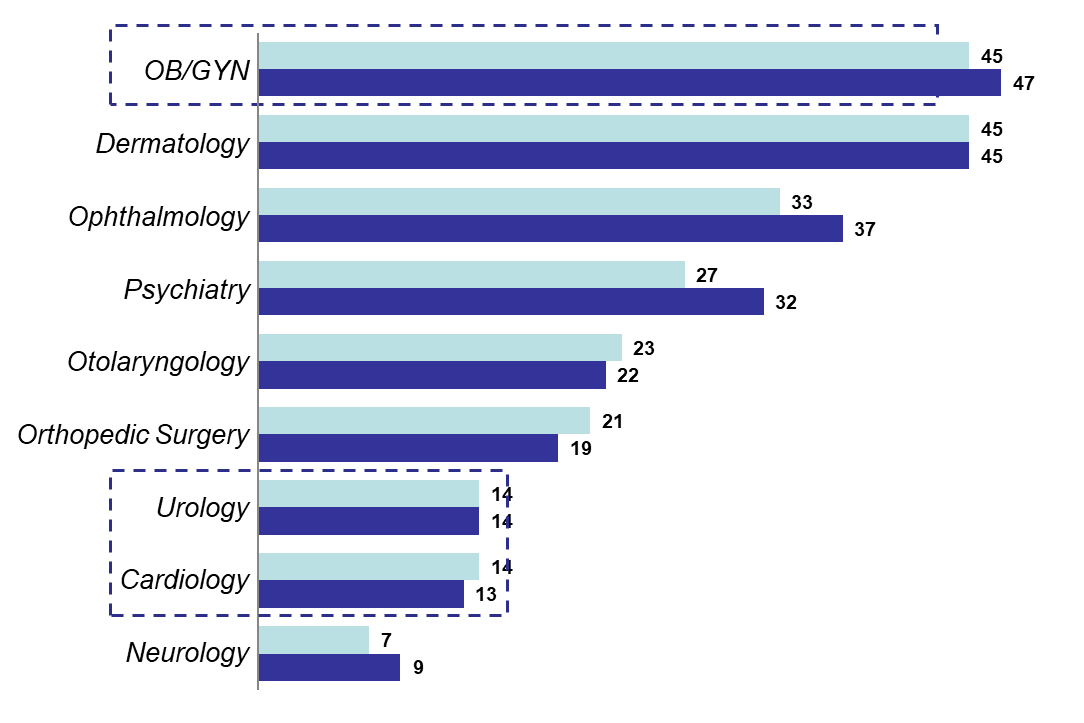 OB/GYN
45
47
Dermatology
45
45
Ophthalmology
33
37
Psychiatry
27
32
Otolaryngology
23
22
Orthopedic Surgery
21
19
Urology
14
14
Cardiology
14
13
Neurology
7
9